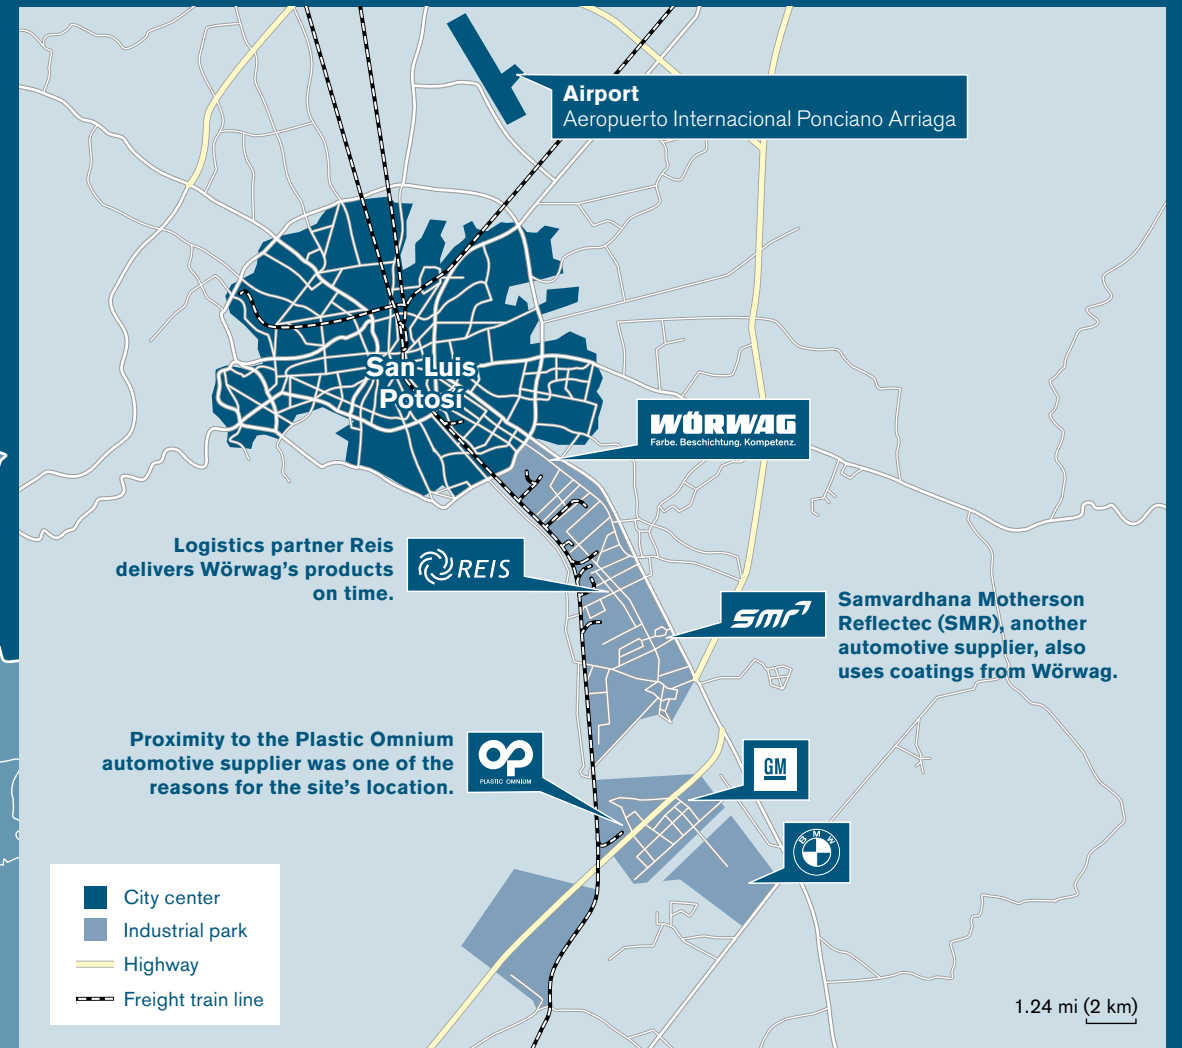 Airport
Aeropuerto Internacional Ponciano Arriaga
San Luis
Potosí
WÖRWAG
Farbe. Beschichtung. Kompetenz.
Logistics partner Reis
delivers Wörwag’s products
on time.
REIS
smr
Samvardhana Motherson
Reflectec (SMR), another
automotive supplier, also
uses coatings from Wörwag.
Proximity to the Plastic Omnium
automotive supplier was one of the
reasons for the site’s location.
op
PLASTIC OMNIUM
GM
BMW
City center
Industrial park
Highway
Freight train line
1.24 mi (2 km)